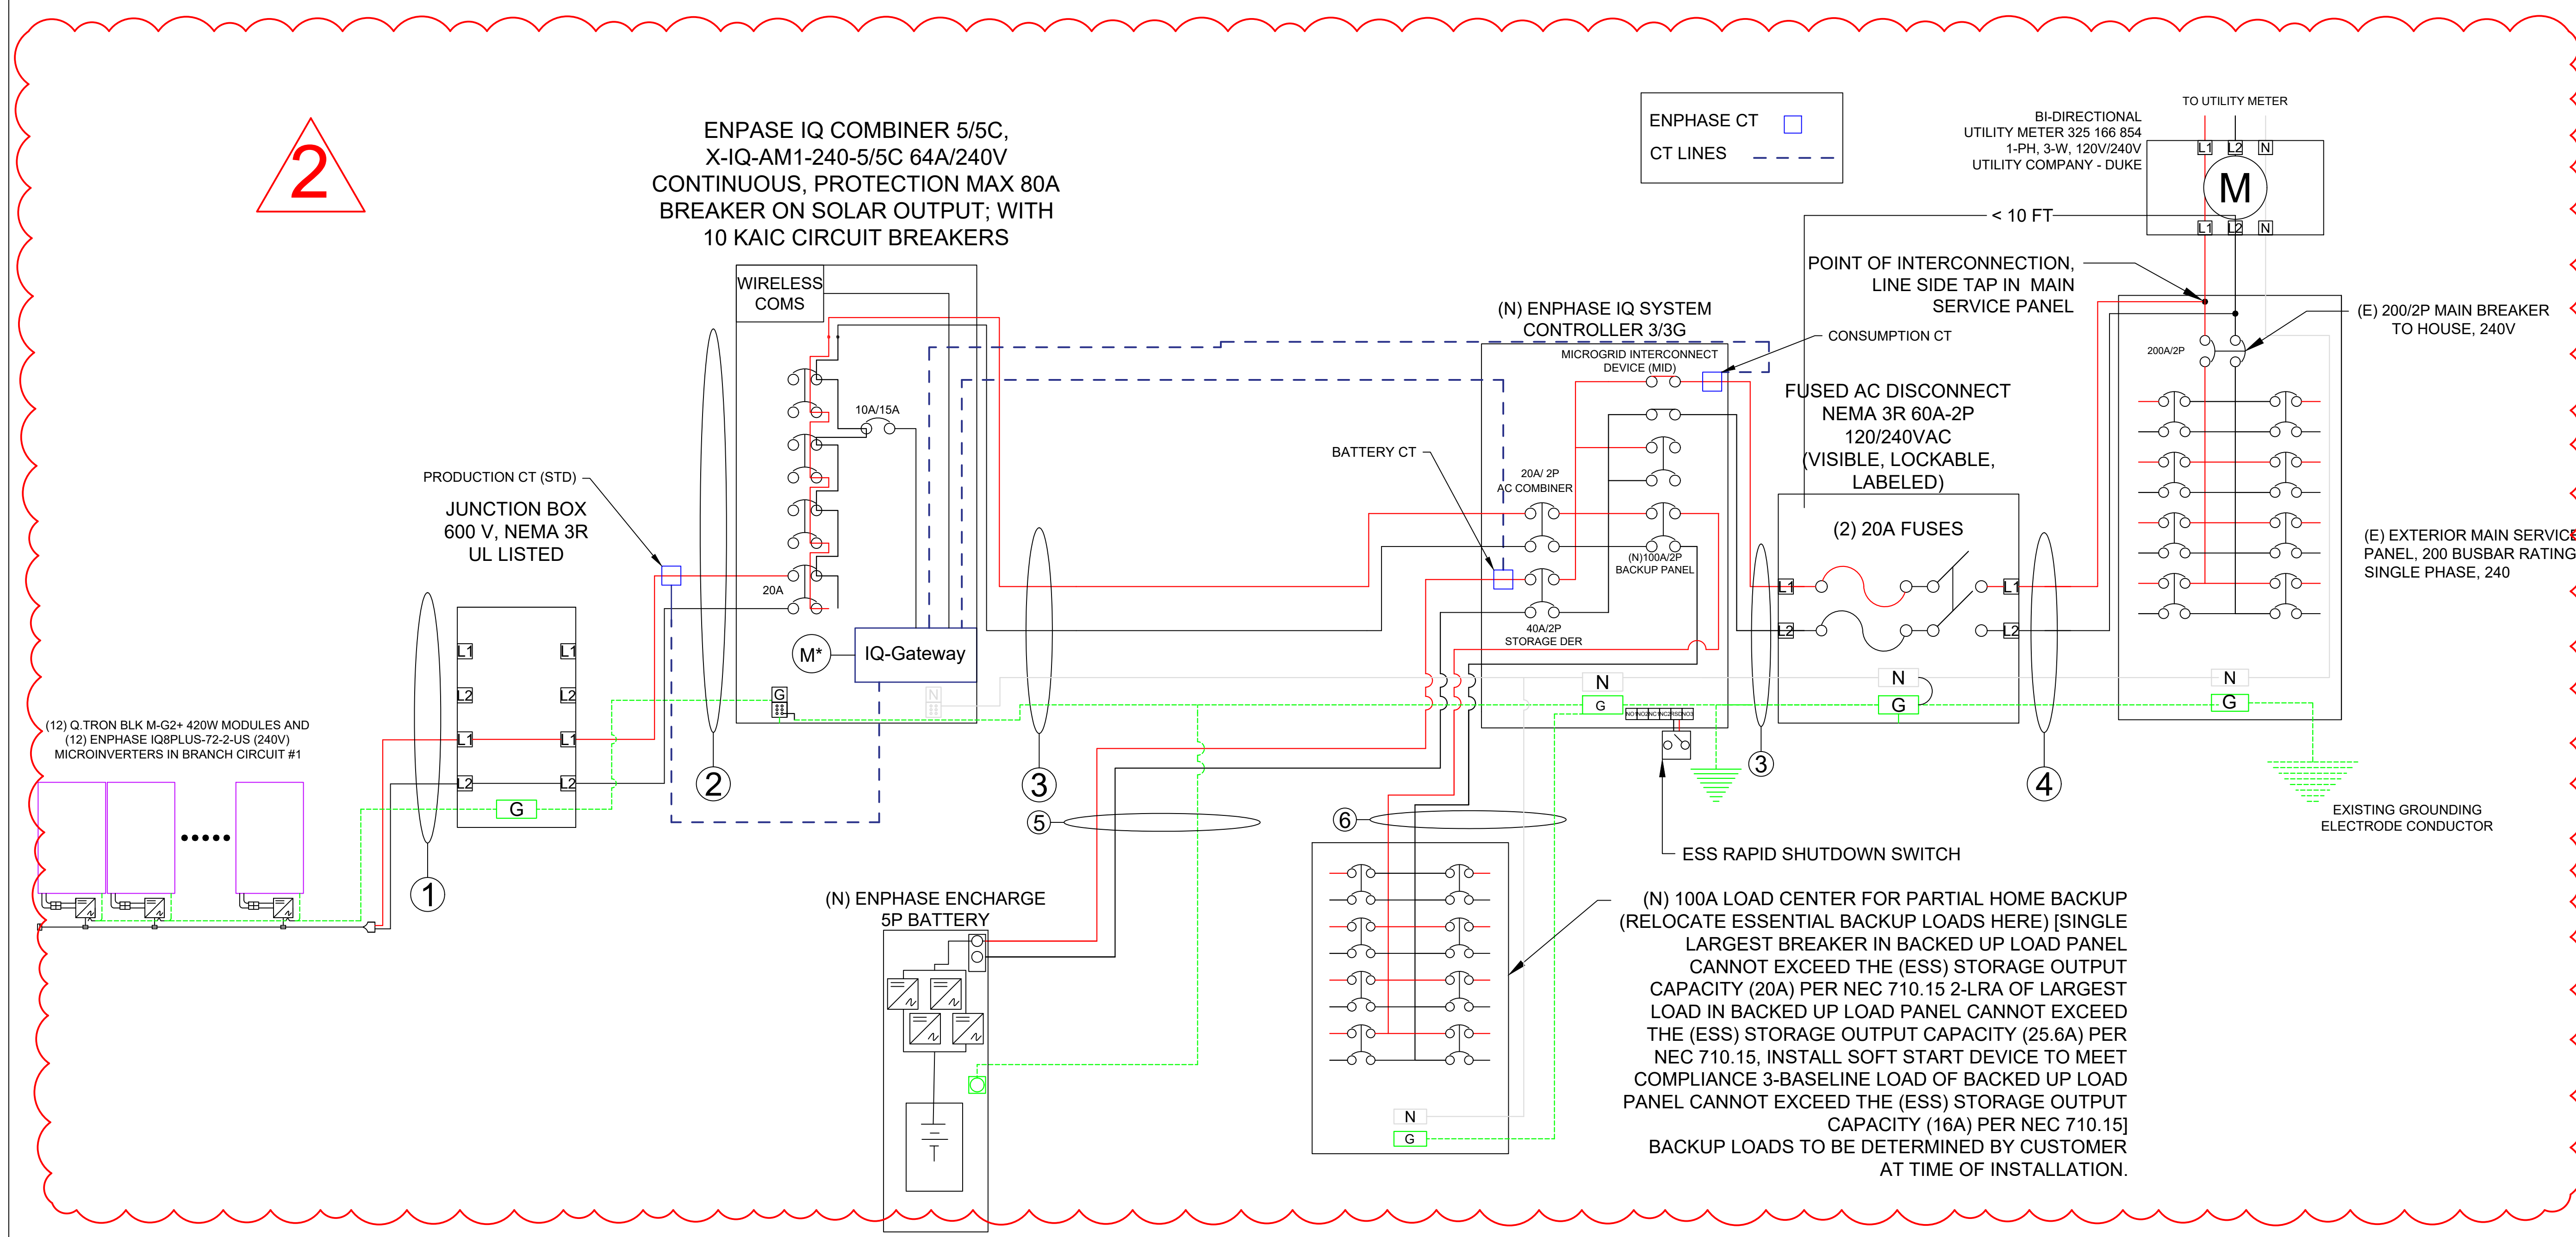 2
ENPASE IQ COMBINER 5/5C,
X-IQ-AM1-240-5/5C 64A/240V
CONTINUOUS, PROTECTION MAX 80A
BREAKER ON SOLAR OUTPUT; WITH
10 KAIC CIRCUIT BREAKERS
ENPHASE CT
CT LINES
TO UTILITY METER
BI-DIRECTIONAL
UTILITY METER 325 166 854
1-PH, 3-W, 120V/240V
UTILITY COMPANY - DUKE
L1 L2 N
M
L1 L2 N
< 10 FT
POINT OF INTERCONNECTION,
LINE SIDE TAP IN MAIN
SERVICE PANEL
(E) 200/2P MAIN BREAKER
TO HOUSE, 240V
200A/2P
(E) EXTERIOR MAIN SERVICE
PANEL, 200 BUSBAR RATING
SINGLE PHASE, 240
N
G
EXISTING GROUNDING
ELECTRODE CONDUCTOR
WIRELESS
COMS
10A/15A
20A
M*
IQ-Gateway
G
N
PRODUCTION CT (STD)
JUNCTION BOX
600 V, NEMA 3R
UL LISTED
L1 L1
L2 L2
L1 L1
L2 L2
G
(12) Q.TRON BLK M-G2+ 420W MODULES AND
(12) ENPHASE IQ8PLUS-72-2-US (240V)
MICROINVERTERS IN BRANCH CIRCUIT #1
1
2
3
5
6
3
4
(N) ENPHASE IQ SYSTEM
CONTROLLER 3/3G
MICROGRID INTERCONNECT
DEVICE (MID)
CONSUMPTION CT
BATTERY CT
20A/ 2P
AC COMBINER
(N)100A/2P
BACKUP PANEL
40A/2P
STORAGE DER
N
G
FUSED AC DISCONNECT
NEMA 3R 60A-2P
120/240VAC
(VISIBLE, LOCKABLE,
LABELED)
(2) 20A FUSES
L1 L1
L2 L2
N
G
ESS RAPID SHUTDOWN SWITCH
(N) ENPHASE ENCHARGE
5P BATTERY
N
G
(N) 100A LOAD CENTER FOR PARTIAL HOME BACKUP
(RELOCATE ESSENTIAL BACKUP LOADS HERE) [SINGLE
LARGEST BREAKER IN BACKED UP LOAD PANEL
CANNOT EXCEED THE (ESS) STORAGE OUTPUT
CAPACITY (20A) PER NEC 710.15 2-LRA OF LARGEST
LOAD IN BACKED UP LOAD PANEL CANNOT EXCEED
THE (ESS) STORAGE OUTPUT CAPACITY (25.6A) PER
NEC 710.15, INSTALL SOFT START DEVICE TO MEET
COMPLIANCE 3-BASELINE LOAD OF BACKED UP LOAD
PANEL CANNOT EXCEED THE (ESS) STORAGE OUTPUT
CAPACITY (16A) PER NEC 710.15]
BACKUP LOADS TO BE DETERMINED BY CUSTOMER
AT TIME OF INSTALLATION.